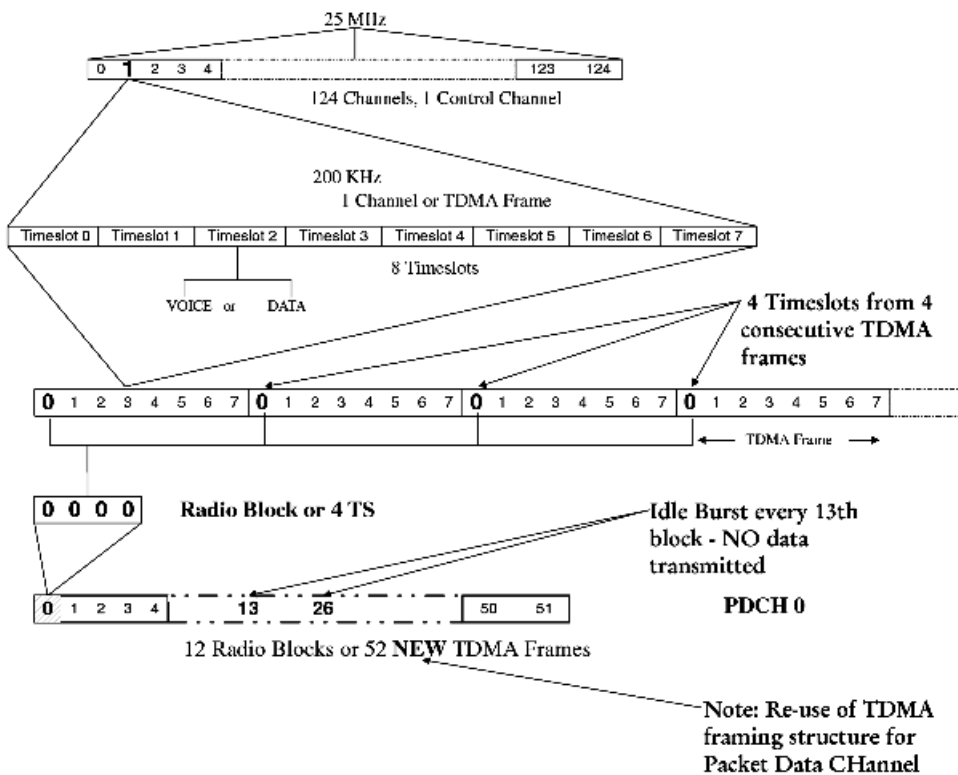 25 MHz
0 1 2 3 4 123 124
124 Channels, 1 Control Channel
200 KHz
1 Channel or TDMA Frame
Timeslot 0 Timeslot 1 Timeslot 2 Timeslot 3 Timeslot 4 Timeslot 5 Timeslot 6 Timeslot 7
8 Timeslots
VOICE or DATA
4 Timeslots from 4
consecutive TDMA
frames
0 1 2 3 4 5 6 7 0 1 2 3 4 5 6 7 0 1 2 3 4 5 6 7 0 1 2 3 4 5 6 7
TDMA Frame
0 0 0 0
Radio Block or 4 TS
Idle Burst every 13th
block - NO data
transmitted
0 1 2 3 4 13 26 50 51
PDCH 0
12 Radio Blocks or 52 NEW TDMA Frames
Note: Re-use of TDMA
framing structure for
Packet Data CHannel